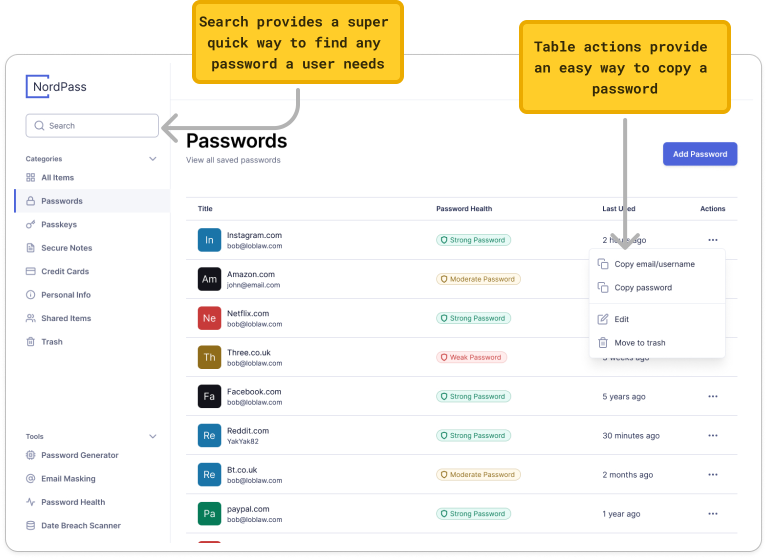 Search provides a super
quick way to find any
password a user needs
Table actions provide
an easy way to copy a
password
NordPass
Search
Categories
All Items
Passwords
Passkeys
Secure Notes
Credit Cards
Personal Info
Shared Items
Trash
Tools
Password Generator
Email Masking
Password Health
Date Breach Scanner
Passwords
View all saved passwords
Add Password
Title Password Health Last Used Actions
In Instagram.com Strong Password 2 hours ago
bob@loblaw.com
Am Amazon.com Moderate Password
john@email.com
Ne Netflix.com Strong Password
bob@loblaw.com
Th Three.co.uk Weak Password 3 weeks ago
bob@loblaw.com
Fa Facebook.com Strong Password 5 years ago
bob@loblaw.com
Re Reddit.com Strong Password 30 minutes ago
YakYak82
Re Bt.co.uk Moderate Password 2 months ago
bob@loblaw.com
Pa paypal.com Strong Password 1 year ago
bob@loblaw.com
Copy email/username
Copy password
Edit
Move to trash